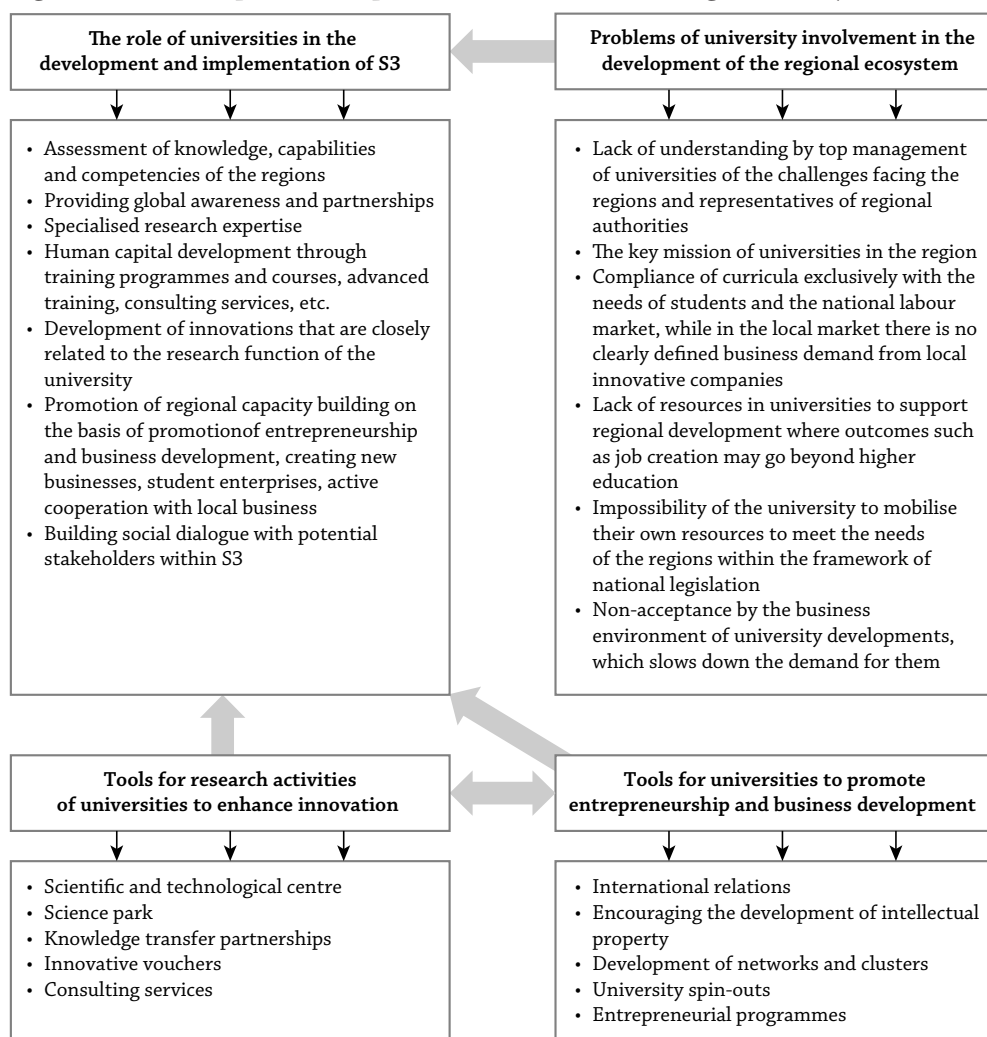 The role of universities in the
development and implementation of S3
Problems of university involvement in the
development of the regional ecosystem
• Assessment of knowledge, capabilities
and competencies of the regions
• Providing global awareness and partnerships
• Specialised research expertise
• Human capital development through
training programmes and courses, advanced
training, consulting services, etc.
• Development of innovations that are closely
related to the research function of the
university
• Promotion of regional capacity building on
the basis of promotionof entrepreneurship
and business development, creating new
businesses, student enterprises, active
cooperation with local business
• Building social dialogue with potential
stakeholders within S3
• Lack of understanding by top management
of universities of the challenges facing the
regions and representatives of regional
authorities
• The key mission of universities in the region
• Compliance of curricula exclusively with the
needs of students and the national labour
market, while in the local market there is no
clearly defined business demand from local
innovative companies
• Lack of resources in universities to support
regional development where outcomes such
as job creation may go beyond higher
education
• Impossibility of the university to mobilise
their own resources to meet the needs
of the regions within the framework of
national legislation
• Non-acceptance by the business
environment of university developments,
which slows down the demand for them
Tools for research activities
of universities to enhance innovation
Tools for universities to promote
entrepreneurship and business development
• Scientific and technological centre
• Science park
• Knowledge transfer partnerships
• Innovative vouchers
• Consulting services
• International relations
• Encouraging the development of intellectual
property
• Development of networks and clusters
• University spin-outs
• Entrepreneurial programmes